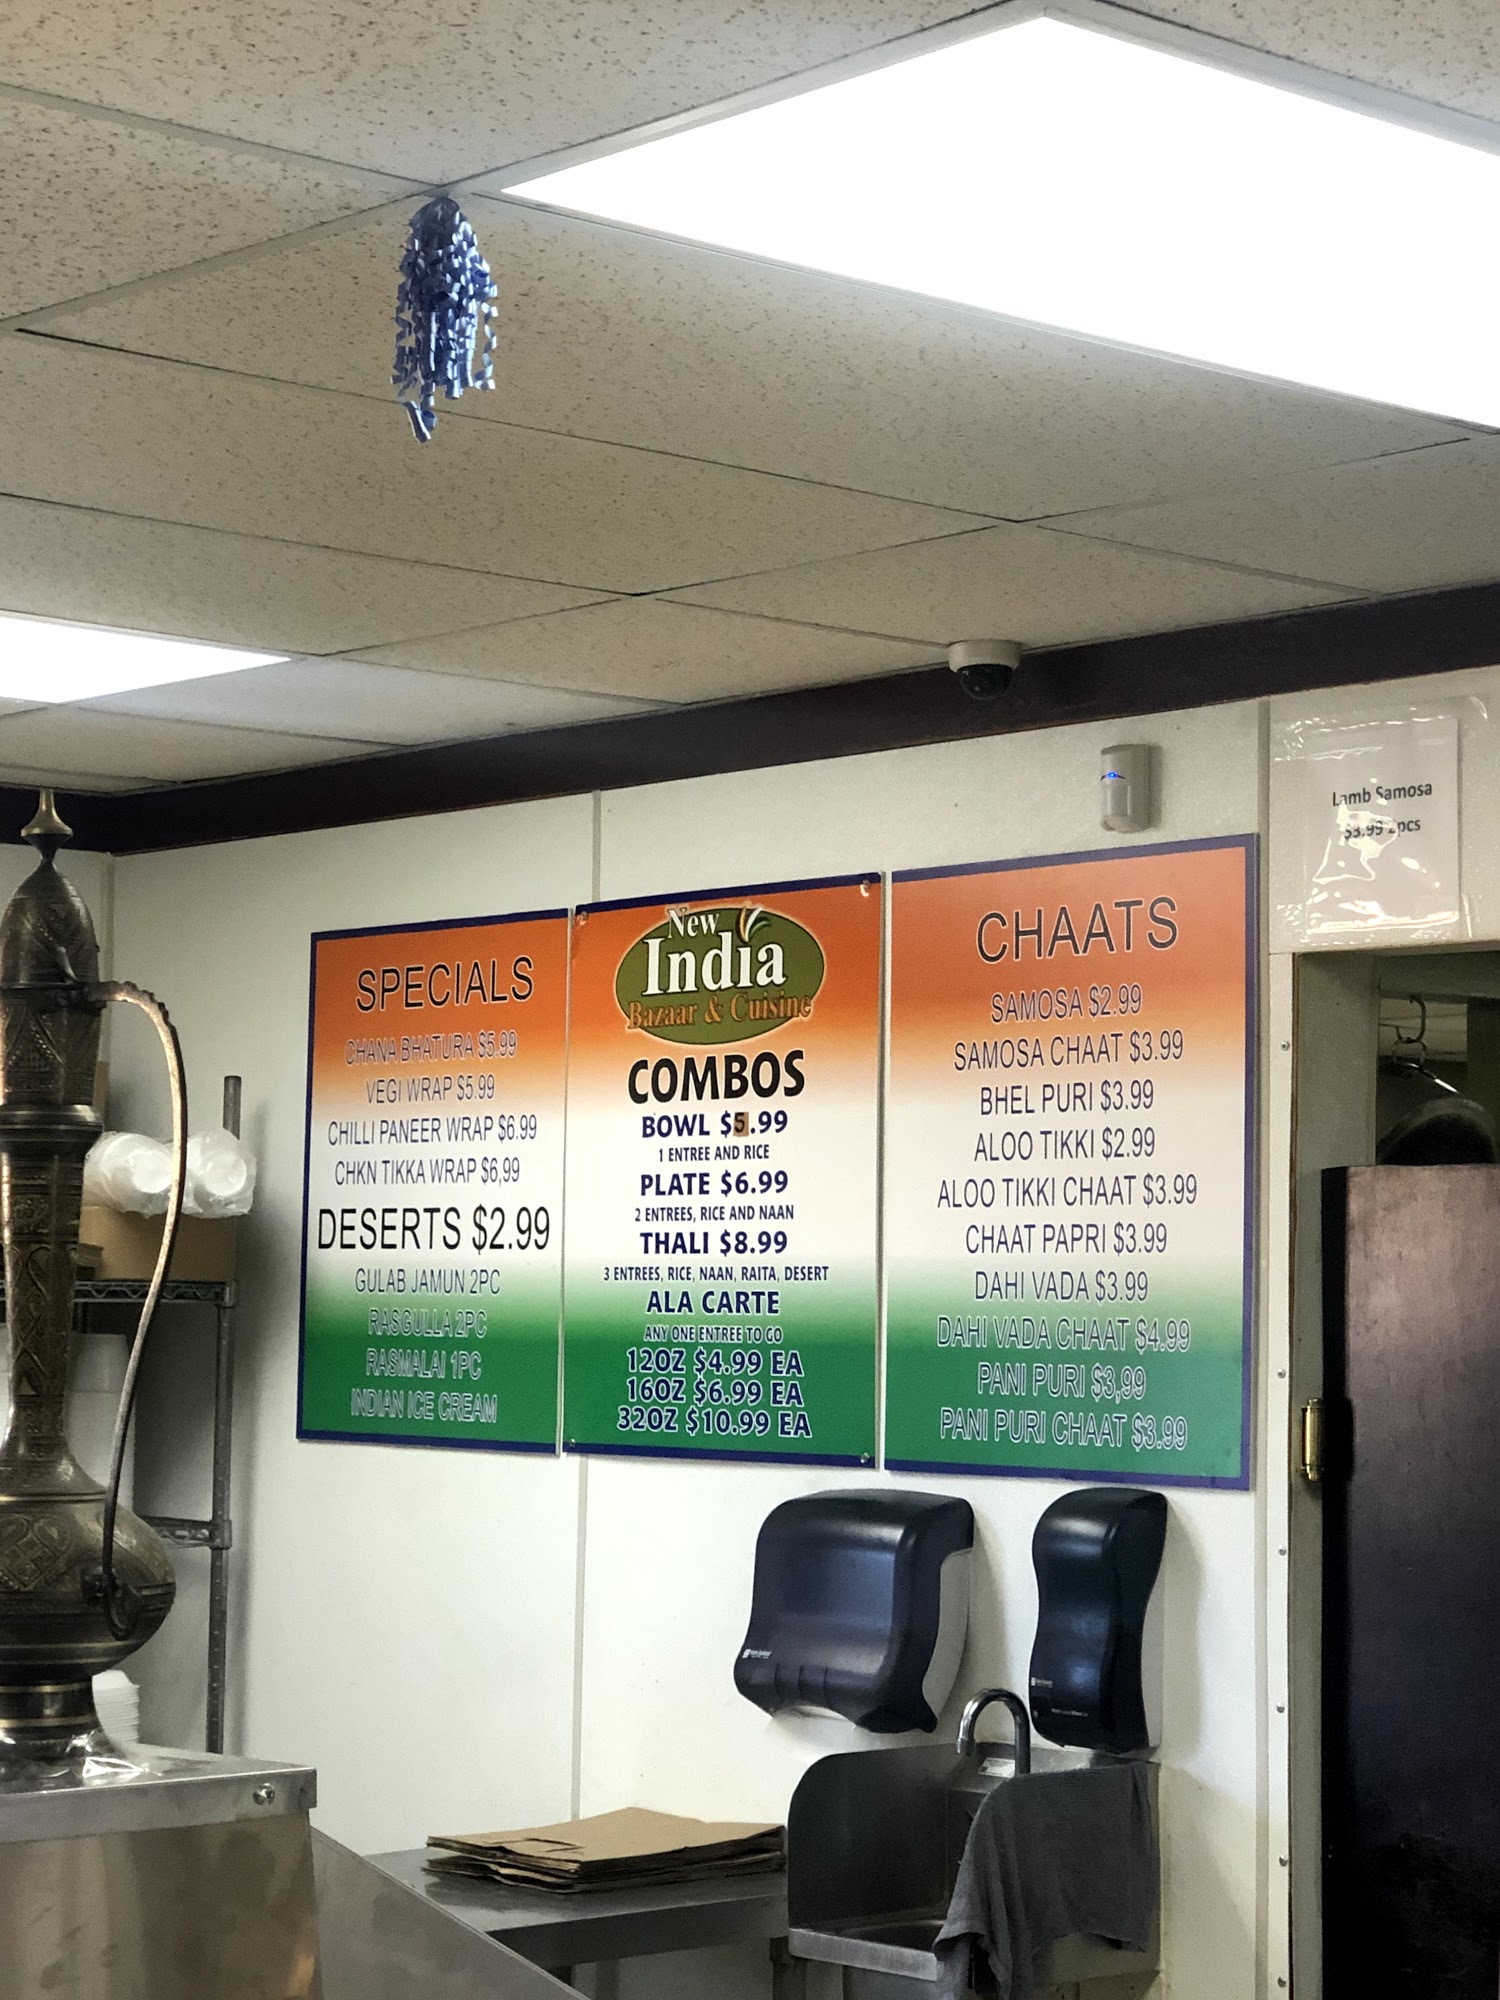 SPECIALS
CHANA BHATURA $5.99
VEGI WRAP $5.99
CHILLI PANEER WRAP $6.99
CHKN TIKKA WRAP $6,99
DESERTS $2.99
GULAB JAMUN 2PC
RASGULLA 2PC
RASMALAI 1PC
INDIAN ICE CREAM
New
India
Bazaar & Cuisine
COMBOS
BOWL $5.99
1 ENTREE AND RICE
PLATE $6.99
2 ENTREES, RICE AND NAAN
THALI $8.99
3 ENTREES, RICE, NAAN, RAITA, DESERT
ALA CARTE
ANY ONE ENTREE TO GO
12OZ $4.99 EA
16OZ $6.99 EA
32OZ $10.99 EA
CHAATS
SAMOSA $2.99
SAMOSA CHAAT $3.99
BHEL PURI $3.99
ALOO TIKKI $2.99
ALOO TIKKI CHAAT $3.99
CHAAT PAPRI $3.99
DAHI VADA $3.99
DAHI VADA CHAAT $4.99
PANI PURI $3,99
PANI PURI CHAAT $3.99
Lamb Samosa
$3.99 2pcs